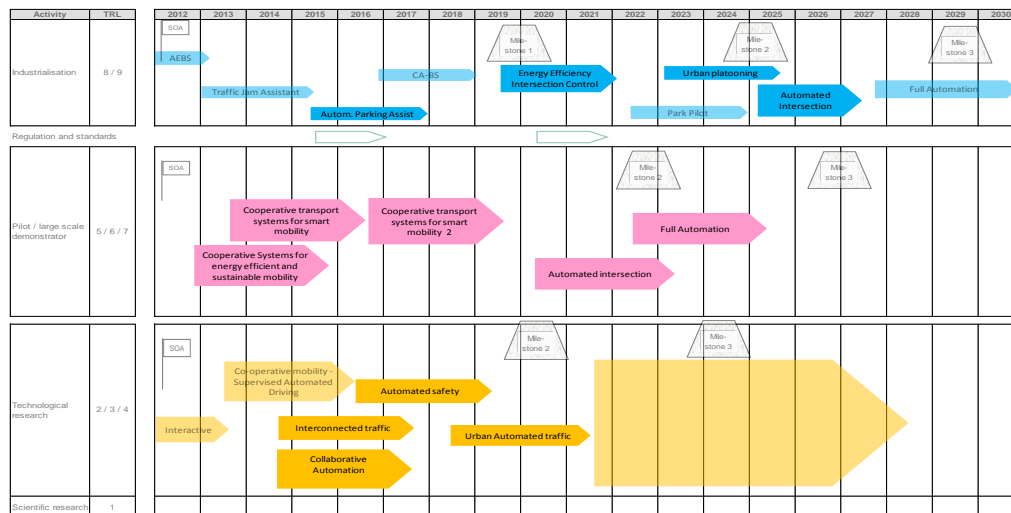 Activity TRL 2012 2013 2014 2015 2016 2017 2018 2019 2020 2021 2022 2023 2024 2025 2026 2027 2028 2029 2030
SOA
Mile-
stone 1
Mile-
stone 2
Mile-
stone 3
AEBS
Industrialisation 8 / 9
CA-BS
Energy Efficiency
Intersection Control
Urban platooning
Traffic Jam Assistant
Automated
Intersection
Full Automation
Autom. Parking Assist
Park Pilot
Regulation and standards
SOA
Mile-
stone 2
Mile-
stone 3
Pilot / large scale
demonstrator
5 / 6 / 7
Cooperative transport
systems for smart
mobility
Cooperative transport
systems for smart
mobility 2
Full Automation
Cooperative Systems for
energy efficient and
sustainable mobility
Automated intersection
SOA
Mile-
stone 2
Mile-
stone 3
Co-operative mobility -
Supervised Automated
Driving
Automated safety
Technological
research
2 / 3 / 4
Interactive
Interconnected traffic
Urban Automated traffic
Collaborative
Automation
Scientific research 1